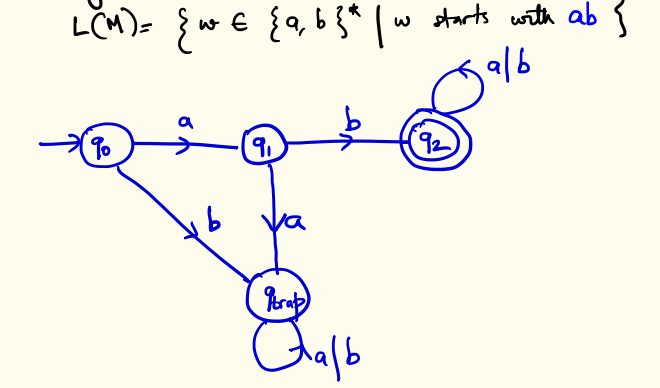 L(M) = { w ∈ {a, b}* | w starts with ab }
a|b
a
b
q0
q1
q2
b
a
qtrap
a|b